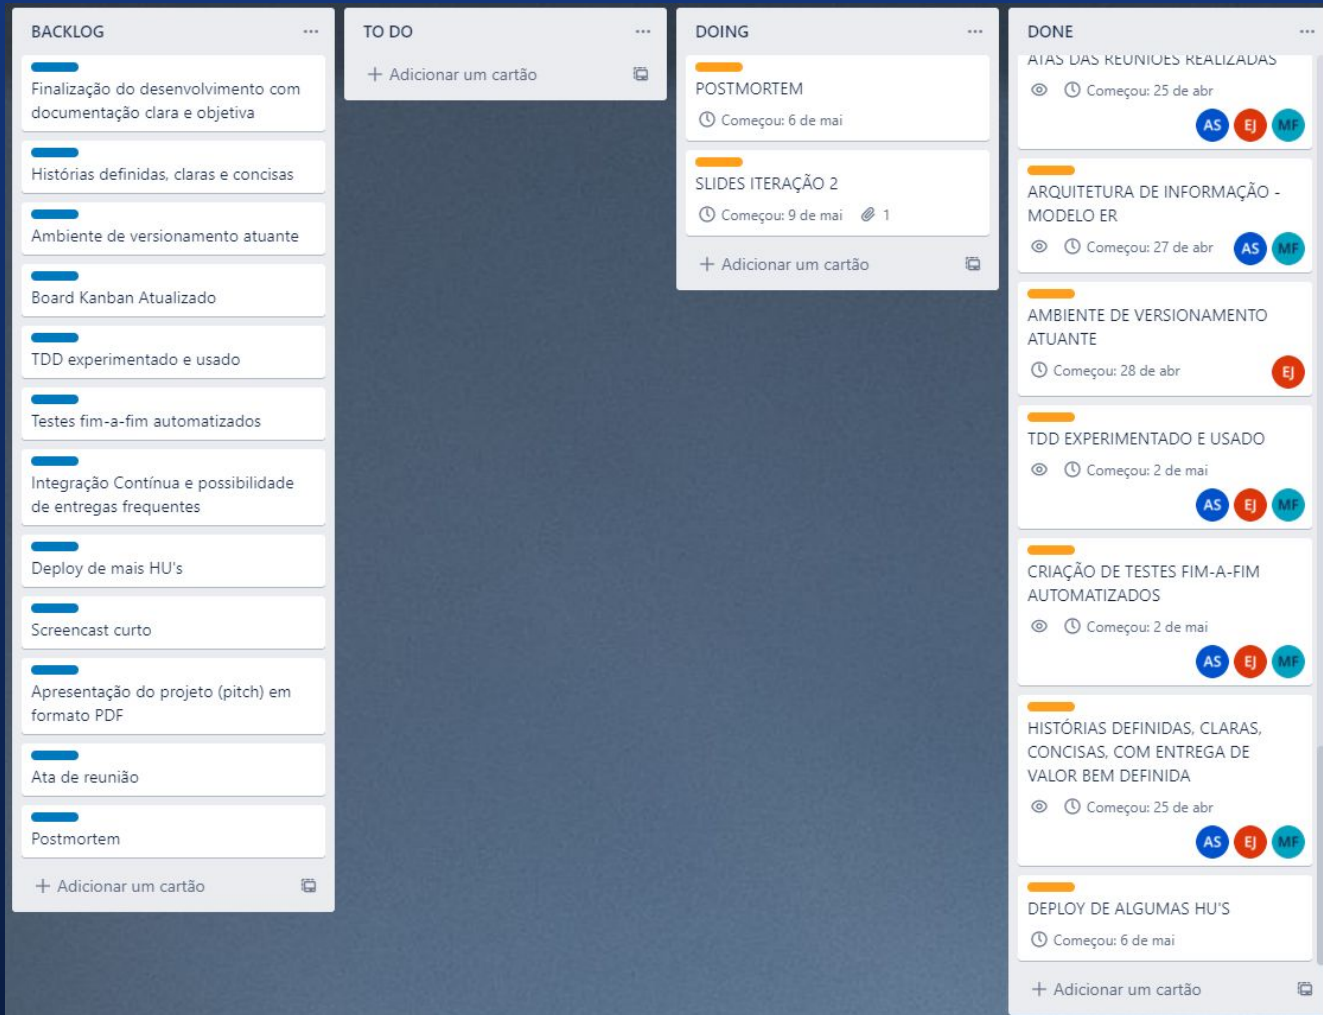 BACKLOG
Finalização do desenvolvimento com
documentação clara e objetiva
Histórias definidas, claras e concisas
Ambiente de versionamento atuante
Board Kanban Atualizado
TDD experimentado e usado
Testes fim-a-fim automatizados
Integração Contínua e possibilidade
de entregas frequentes
Deploy de mais HU's
Screencast curto
Apresentação do projeto (pitch) em
formato PDF
Ata de reunião
Postmortem
+ Adicionar um cartão
TO DO
+ Adicionar um cartão
DOING
POSTMORTEM
Começou: 6 de mai
SLIDES ITERAÇÃO 2
Começou: 9 de mai 1
+ Adicionar um cartão
DONE
ATAS DAS REUNIÕES REALIZADAS
Começou: 25 de abr
AS EJ MF
ARQUITETURA DE INFORMAÇÃO -
MODELO ER
Começou: 27 de abr AS MF
AMBIENTE DE VERSIONAMENTO
ATUANTE
Começou: 28 de abr EJ
TDD EXPERIMENTADO E USADO
Começou: 2 de mai
AS EJ MF
CRIAÇÃO DE TESTES FIM-A-FIM
AUTOMATIZADOS
Começou: 2 de mai
AS EJ MF
HISTÓRIAS DEFINIDAS, CLARAS,
CONCISAS, COM ENTREGA DE
VALOR BEM DEFINIDA
Começou: 25 de abr
AS EJ MF
DEPLOY DE ALGUMAS HU'S
Começou: 6 de mai
+ Adicionar um cartão